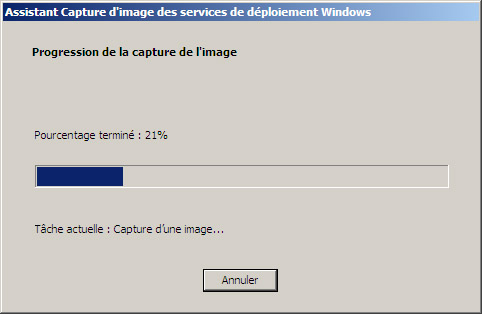 Assistant Capture d'image des services de déploiement Windows
Progression de la capture de l'image
Pourcentage terminé : 21%
Tâche actuelle : Capture d'une image...
Annuler